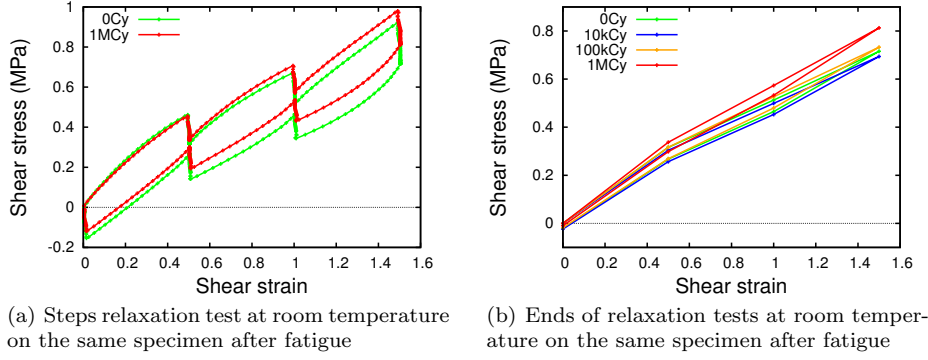 0Cy
1MCy
Shear stress (MPa)
1
0.8
0.6
0.4
0.2
0
-0.2
0 0.2 0.4 0.6 0.8 1 1.2 1.4 1.6
Shear strain
(a) Steps relaxation test at room temperature
on the same specimen after fatigue
0Cy
10kCy
100kCy
1MCy
Shear stress (MPa)
0.8
0.6
0.4
0.2
0
0 0.2 0.4 0.6 0.8 1.0 1.2 1.4 1.6
Shear strain
(b) Ends of relaxation tests at room temper-
ature on the same specimen after fatigue